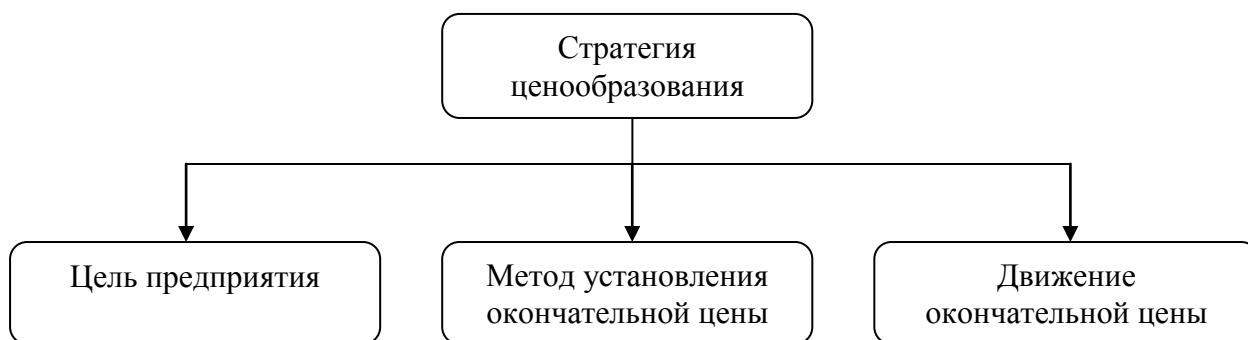 Стратегия
ценообразования
Цель предприятия
Метод установления
окончательной цены
Движение
окончательной цены